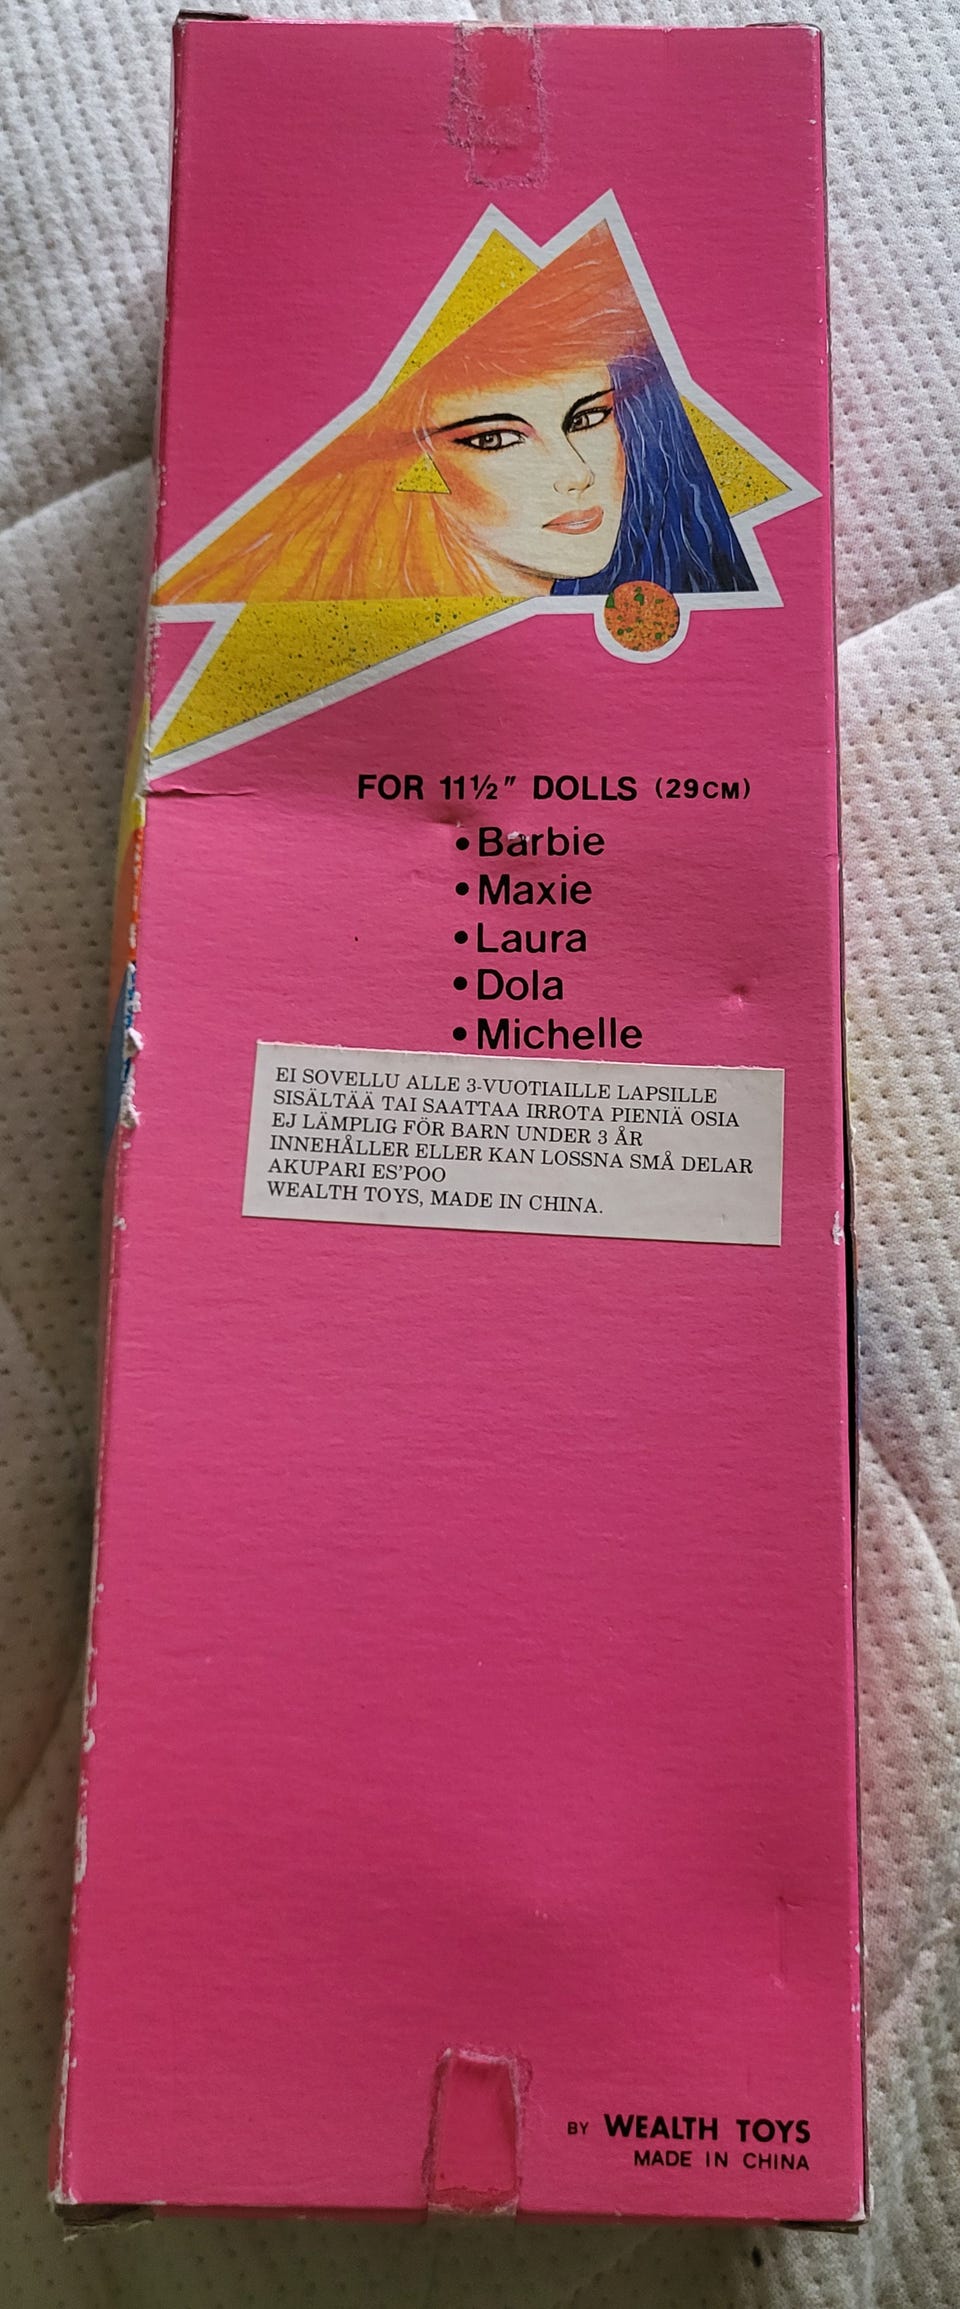 FOR 11½" DOLLS (29CM)
• Barbie
• Maxie
• Laura
• Dola
• Michelle
EI SOVELLU ALLE 3-VUOTIAILLE LAPSILLE
SISÄLTÄÄ TAI SAATTAA IRROTA PIENIÄ OSIA
EJ LÄMPLIG FÖR BARN UNDER 3 ÅR
INNEHÅLLER ELLER KAN LOSSNA SMÅ DELAR
AKUPARI ES'POO
WEALTH TOYS, MADE IN CHINA.
BY WEALTH TOYS
MADE IN CHINA